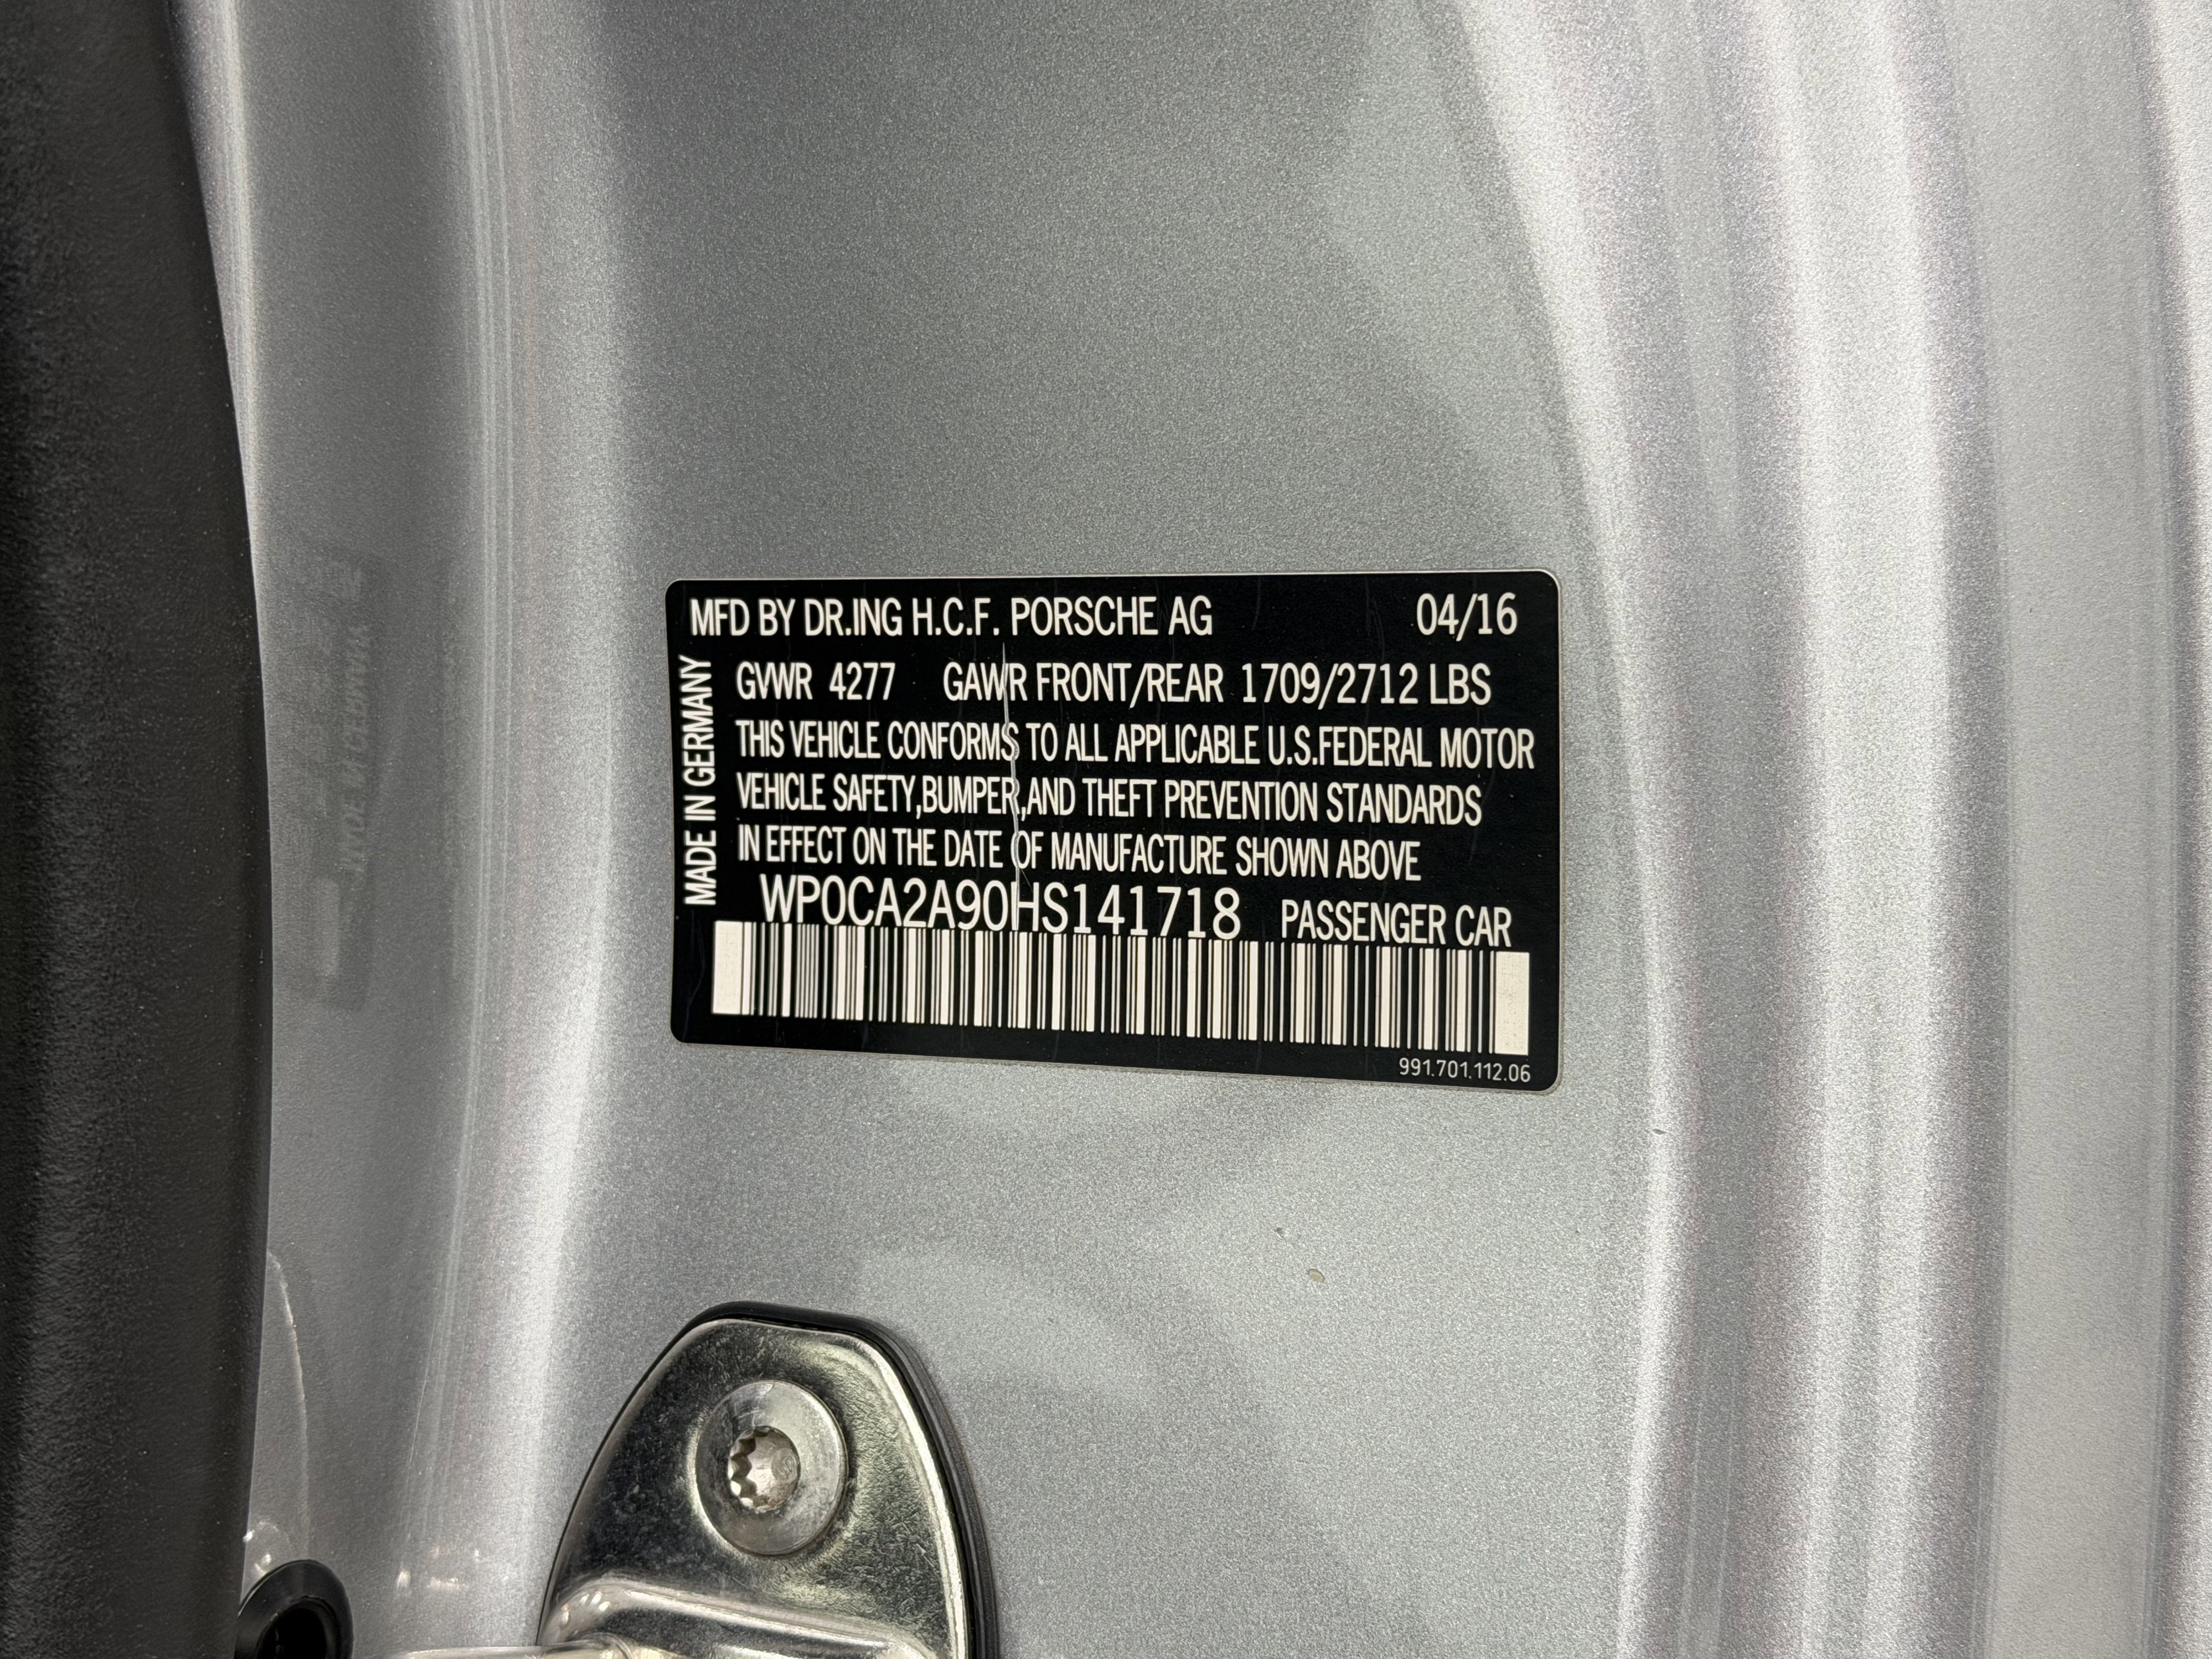 MFD BY DR.ING H.C.F. PORSCHE AG 04/16
MADE IN GERMANY
GVWR 4277 GAWR FRONT/REAR 1709/2712 LBS
THIS VEHICLE CONFORMS TO ALL APPLICABLE U.S.FEDERAL MOTOR
VEHICLE SAFETY,BUMPER,AND THEFT PREVENTION STANDARDS
IN EFFECT ON THE DATE OF MANUFACTURE SHOWN ABOVE
WP0CA2A90HS141718 PASSENGER CAR
991.701.112.06